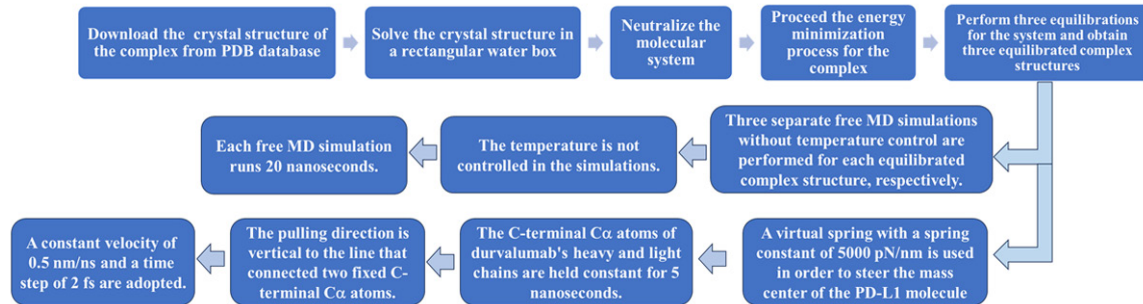 Download the crystal structure
of the complex from PDB database
Solve the crystal structure in
a rectangular water box
Neutralize the
molecular
system
Proceed the energy
minimization
process for the
complex
Perform three equilibrations
for the system and obtain
three equilibrated complex
structures
Three separate free MD simulations
without temperature control are
performed for each equilibrated
complex structure, respectively.
The temperature is not
controlled in the simulations.
Each free MD simulation
runs 20 nanoseconds.
A virtual spring with a spring
constant of 5000 pN/nm is used
in order to steer the mass
center of the PD-L1 molecule
The C-terminal Cα atoms of
durvalumab's heavy and light
chains are held constant for 5
nanoseconds.
The pulling direction is
vertical to the line that
connected two fixed C-
terminal Cα atoms.
A constant velocity of
0.5 nm/ns and a time
step of 2 fs are adopted.